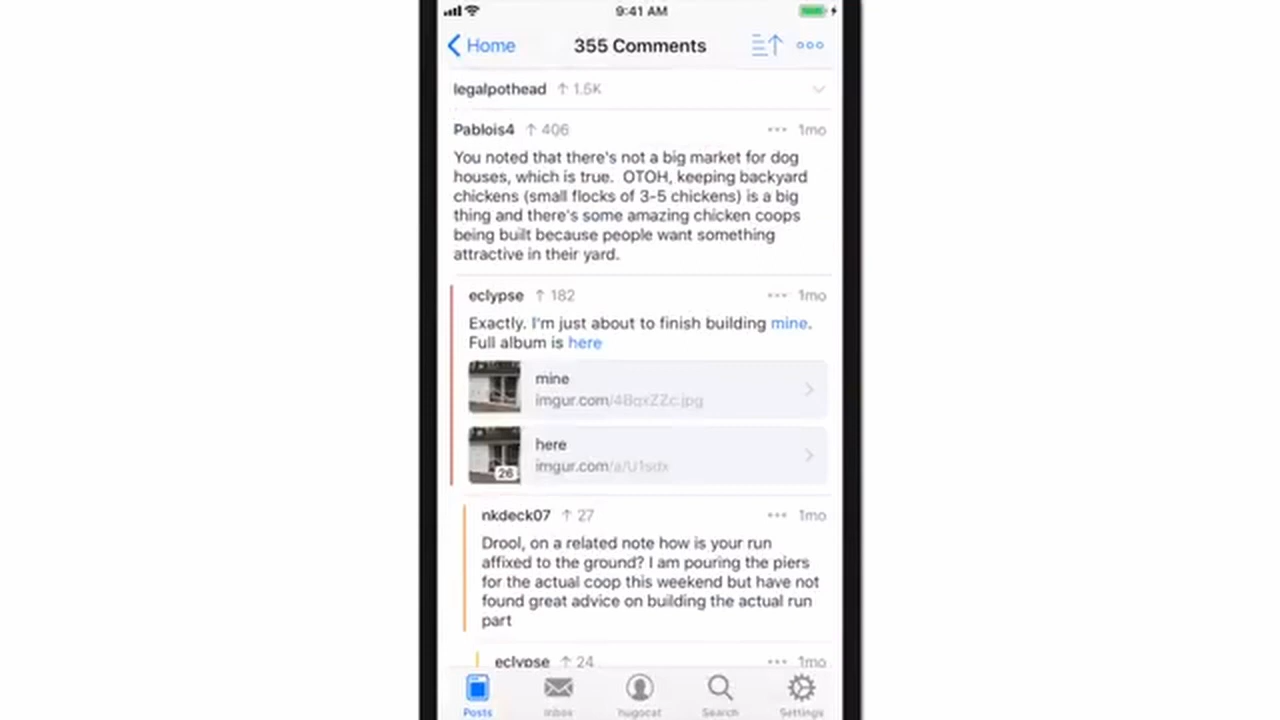 9:41 AM
Home
355 Comments
legalpothead ↑ 1.5K
Pablois4 ↑ 406 ••• 1mo
You noted that there's not a big market for dog
houses, which is true. OTOH, keeping backyard
chickens (small flocks of 3-5 chickens) is a big
thing and there's some amazing chicken coops
being built because people want something
attractive in their yard.
eclypse ↑ 182 ••• 1mo
Exactly. I'm just about to finish building mine.
Full album is here
mine
imgur.com/48qxZZc.jpg
here
imgur.com/a/U1sdx
26
nkdeck07 ↑ 27 ••• 1mo
Drool, on a related note how is your run
affixed to the ground? I am pouring the piers
for the actual coop this weekend but have not
found great advice on building the actual run
part
eclypse ↑ 24 ••• 1mo
Posts Inbox hugocat Search Settings